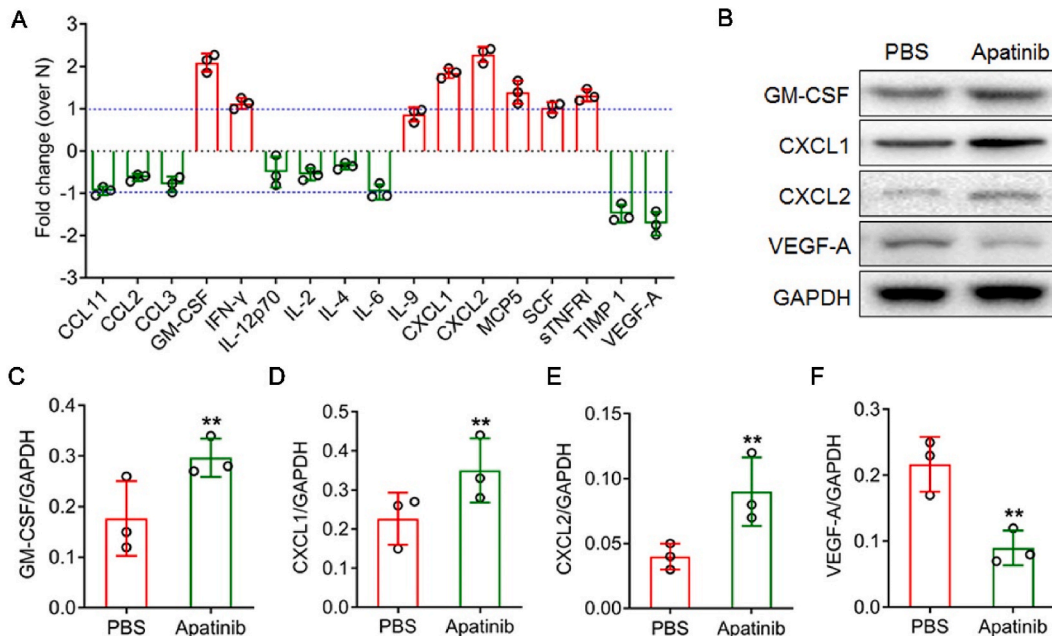 A
Fold change (over N)
3
2
1
0
-1
-2
-3
CCL11
CCL2
CCL3
GM-CSF
IFN-γ
IL-12p70
IL-2
IL-4
IL-6
IL-9
CXCL1
CXCL2
MCP5
SCF
sTNFRI
TIMP 1
VEGF-A
B
PBS Apatinib
GM-CSF
CXCL1
CXCL2
VEGF-A
GAPDH
C
GM-CSF/GAPDH
0.4
0.3
0.2
0.1
0.0
**
PBS Apatinib
D
CXCL1/GAPDH
0.5
0.4
0.3
0.2
0.1
0.0
**
PBS Apatinib
E
CXCL2/GAPDH
0.15
0.10
0.05
0.00
**
PBS Apatinib
F
VEGF-A/GAPDH
0.3
0.2
0.1
0.0
**
PBS Apatinib